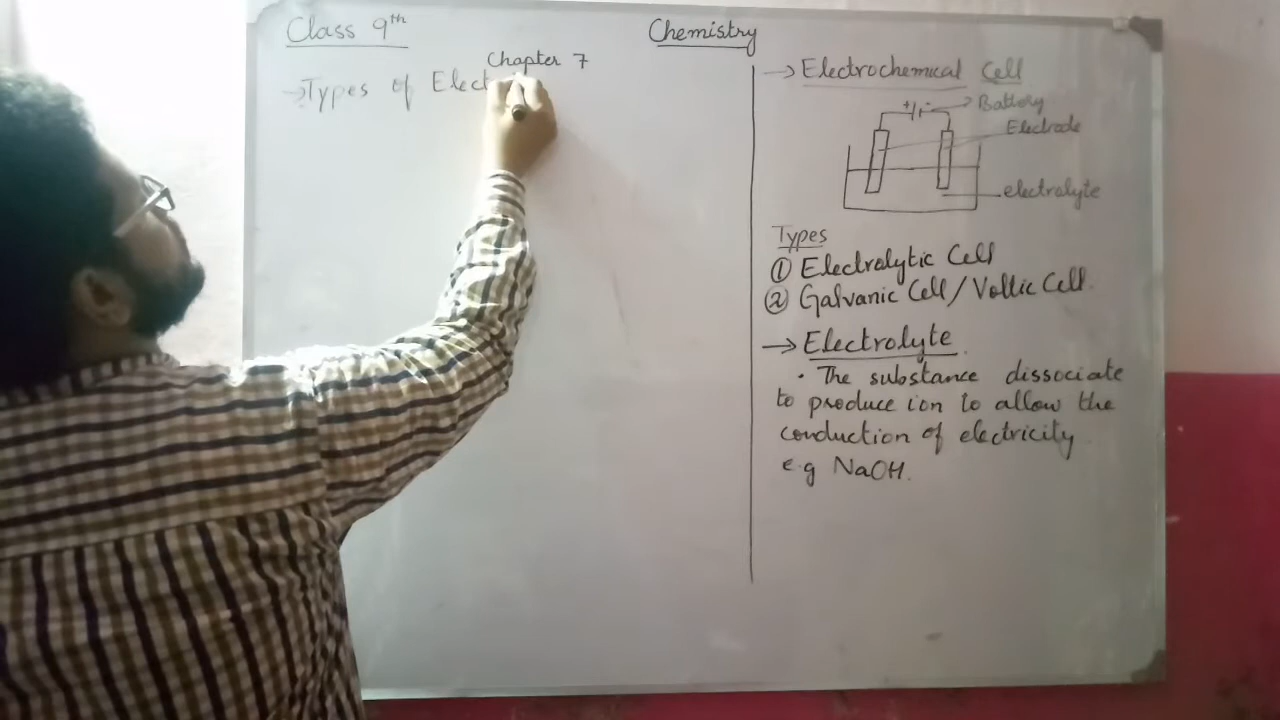 Class 9th
Chemistry
Chapter 7
→Types of Elect
→ Electrochemical Cell
+ -
Battery
Electrode
electrolyte
Types
① Electrolytic Cell
② Galvanic Cell/Voltic Cell.
→ Electrolyte.
· The substance dissociate
to produce ion to allow the
conduction of electricity
e.g NaOH.